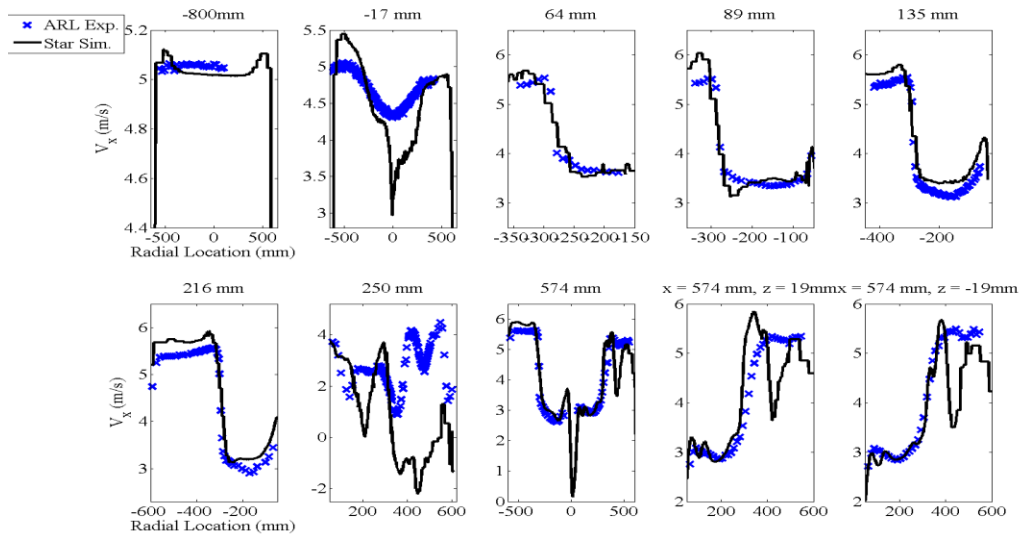 ARL Exp.
Star Sim.
-800mm
-17 mm
64 mm
89 mm
135 mm
5.2
5
4.8
4.6
4.4
5.5
5
4.5
4
3.5
3
6
5
4
3
6
5
4
3
6
5
4
3
V_X (m/s)
-500 0 500
-500 0 500
-350-300-250-200-150
-300 -200 -100
-400 -200
Radial Location (mm)
216 mm
250 mm
574 mm
x = 574 mm, z = 19mm
x = 574 mm, z = -19mm
6
5
4
3
4
2
0
-2
6
5
4
3
2
1
0
6
5
4
3
2
6
5
4
3
2
V_X (m/s)
-600 -400 -200
200 400 600
-500 0 500
200 400 600
200 400 600
Radial Location (mm)